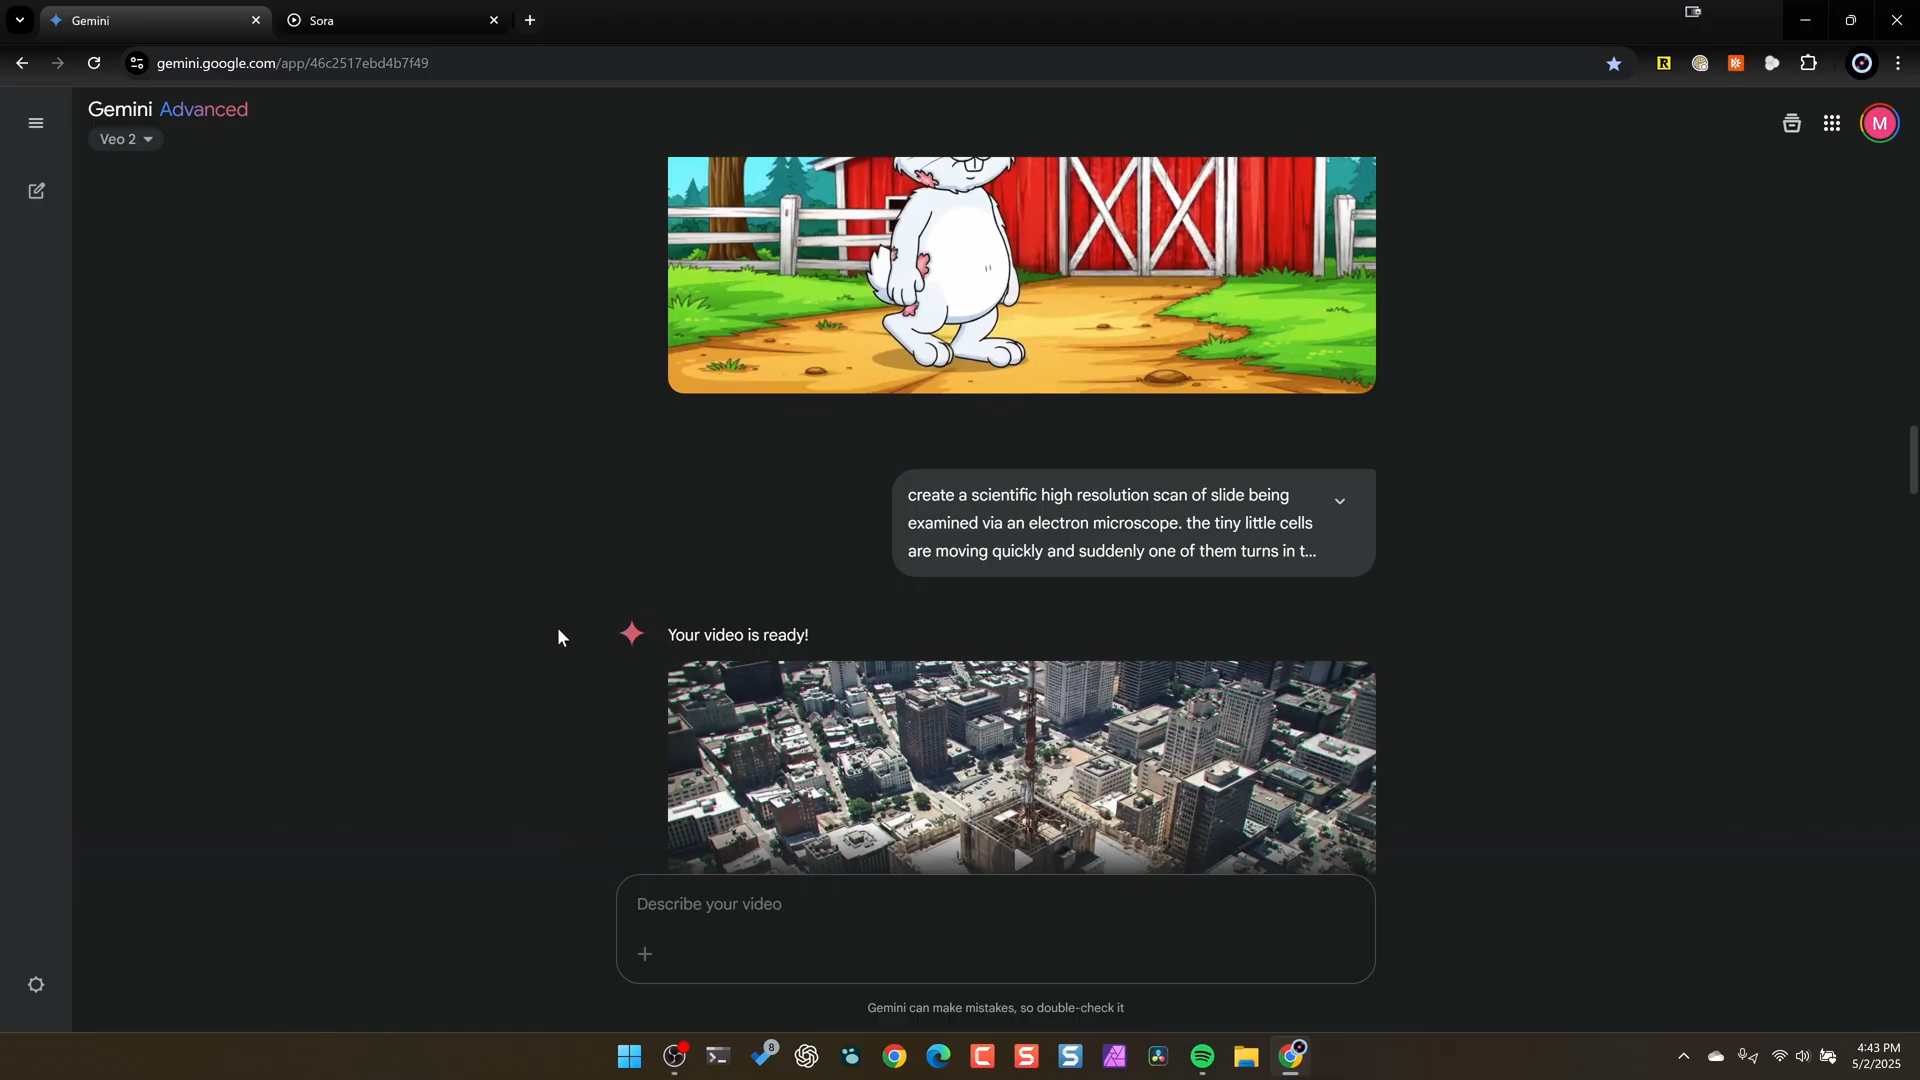 Gemini
Sora
gemini.google.com/app/46c2517ebd4b7f49
Gemini Advanced
Veo 2
M
create a scientific high resolution scan of slide being
examined via an electron microscope. the tiny little cells
are moving quickly and suddenly one of them turns in t...
Your video is ready!
Describe your video
Gemini can make mistakes, so double-check it
8
4:43 PM
5/2/2025